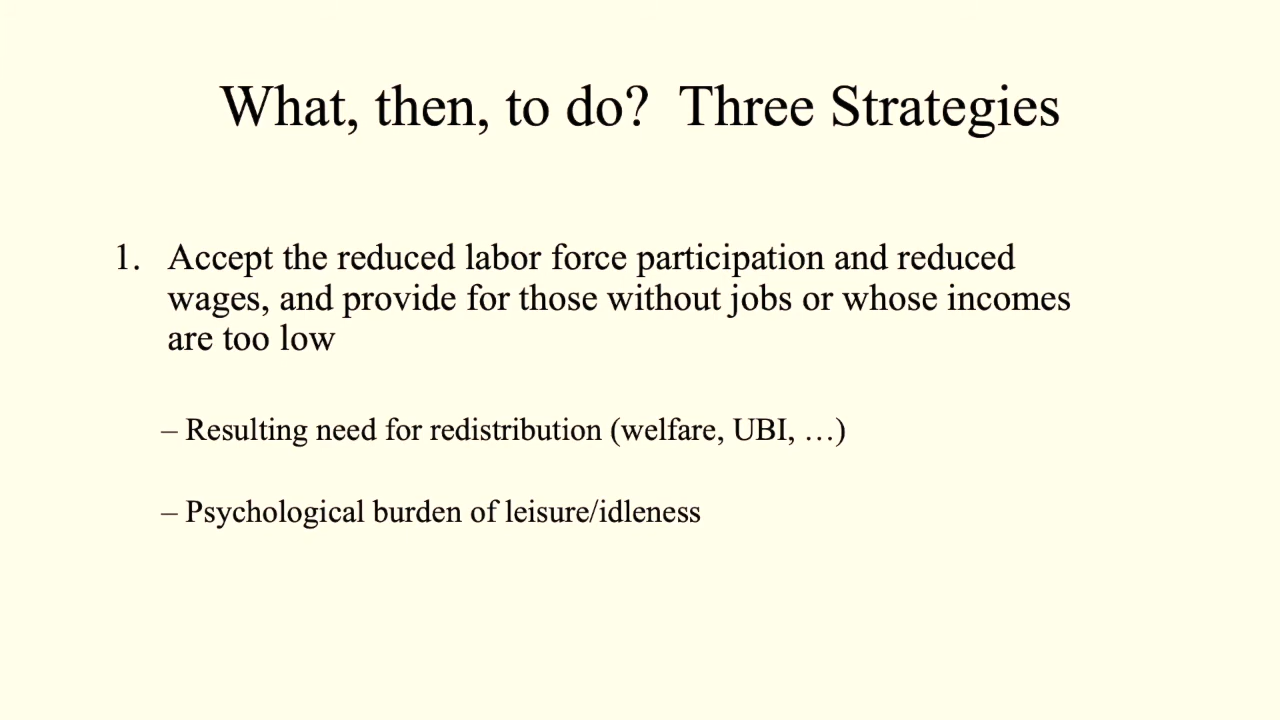 What, then, to do?  Three Strategies
1. Accept the reduced labor force participation and reduced
wages, and provide for those without jobs or whose incomes
are too low
– Resulting need for redistribution (welfare, UBI, …)
– Psychological burden of leisure/idleness